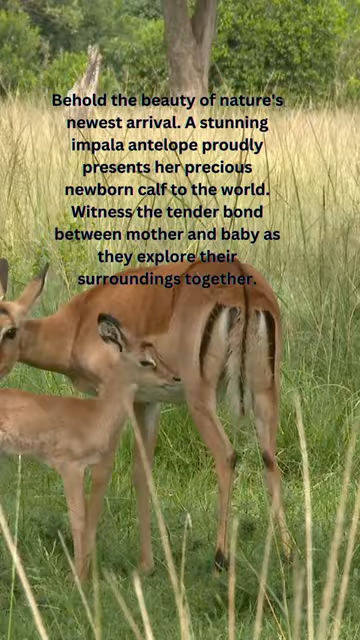 Behold the beauty of nature's
newest arrival. A stunning
impala antelope proudly
presents her precious
newborn calf to the world.
Witness the tender bond
between mother and baby as
they explore their
surroundings together.